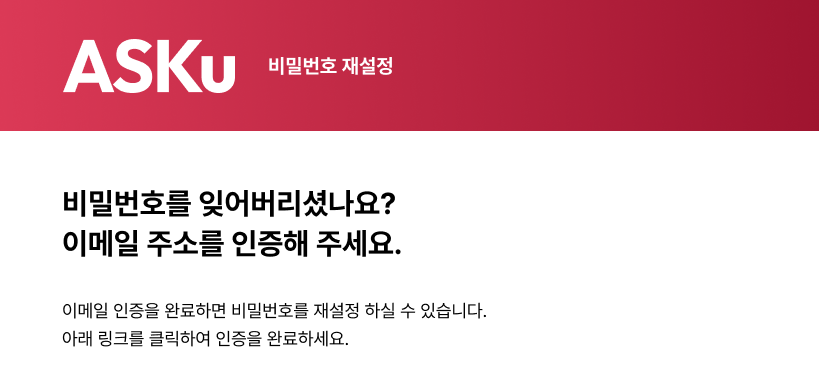 ASKu 비밀번호 재설정
비밀번호를 잊어버리셨나요?
이메일 주소를 인증해 주세요.
이메일 인증을 완료하면 비밀번호를 재설정 하실 수 있습니다.
아래 링크를 클릭하여 인증을 완료하세요.